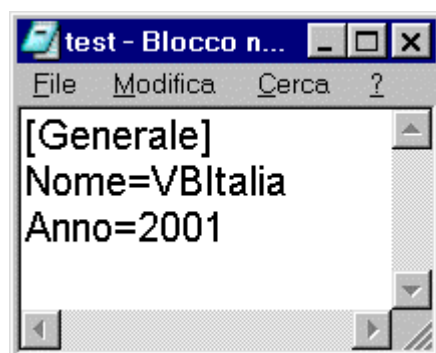 test - Blocco n...
File Modifica Cerca ?
[Generale]
Nome=VBItalia
Anno=2001